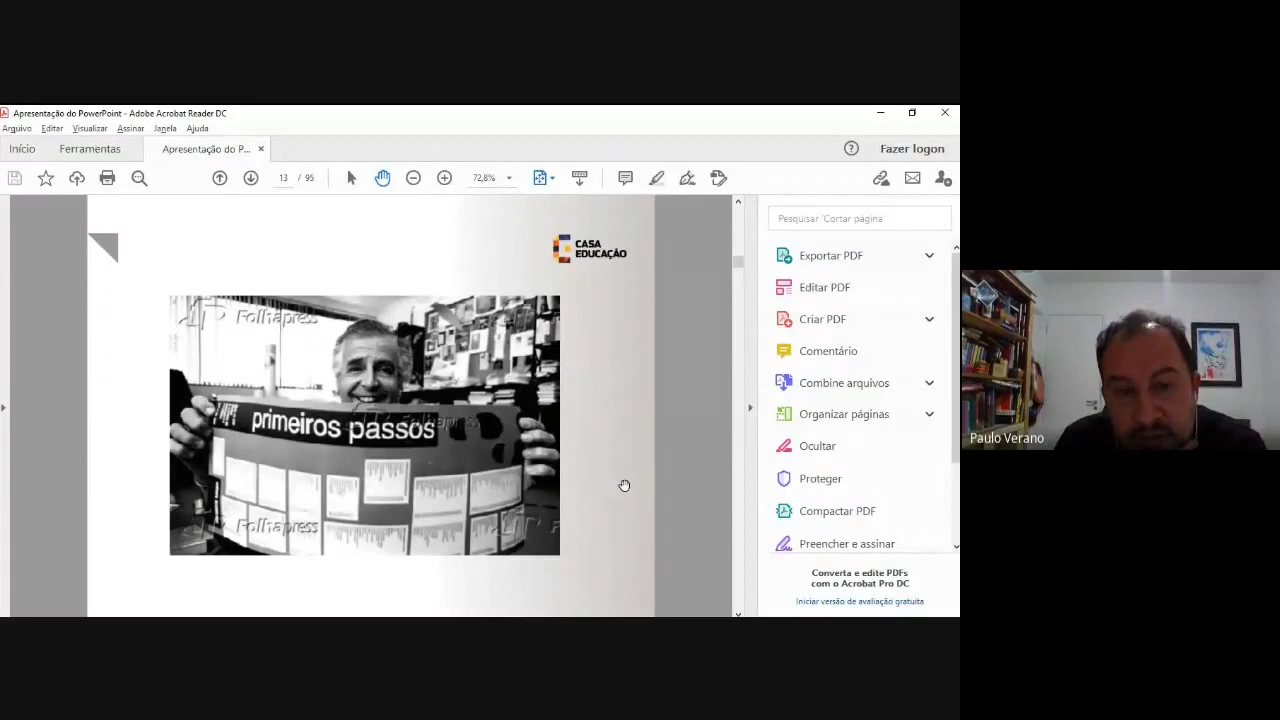 Apresentação do PowerPoint - Adobe Acrobat Reader DC
Arquivo Editar Visualizar Assinar Janela Ajuda
Início Ferramentas Apresentação do P... × Fazer logon
13 / 95 72,8%
Pesquisar 'Cortar página'
CASA
EDUCAÇÃO
Exportar PDF
Editar PDF
Folhapress
Criar PDF
Comentário
Combine arquivos
primeiros passos
Folhapress
Organizar páginas
Paulo Verano
Ocultar
Proteger
Compactar PDF
Folhapress
Preencher e assinar
Converta e edite PDFs
com o Acrobat Pro DC
Iniciar versão de avaliação gratuita